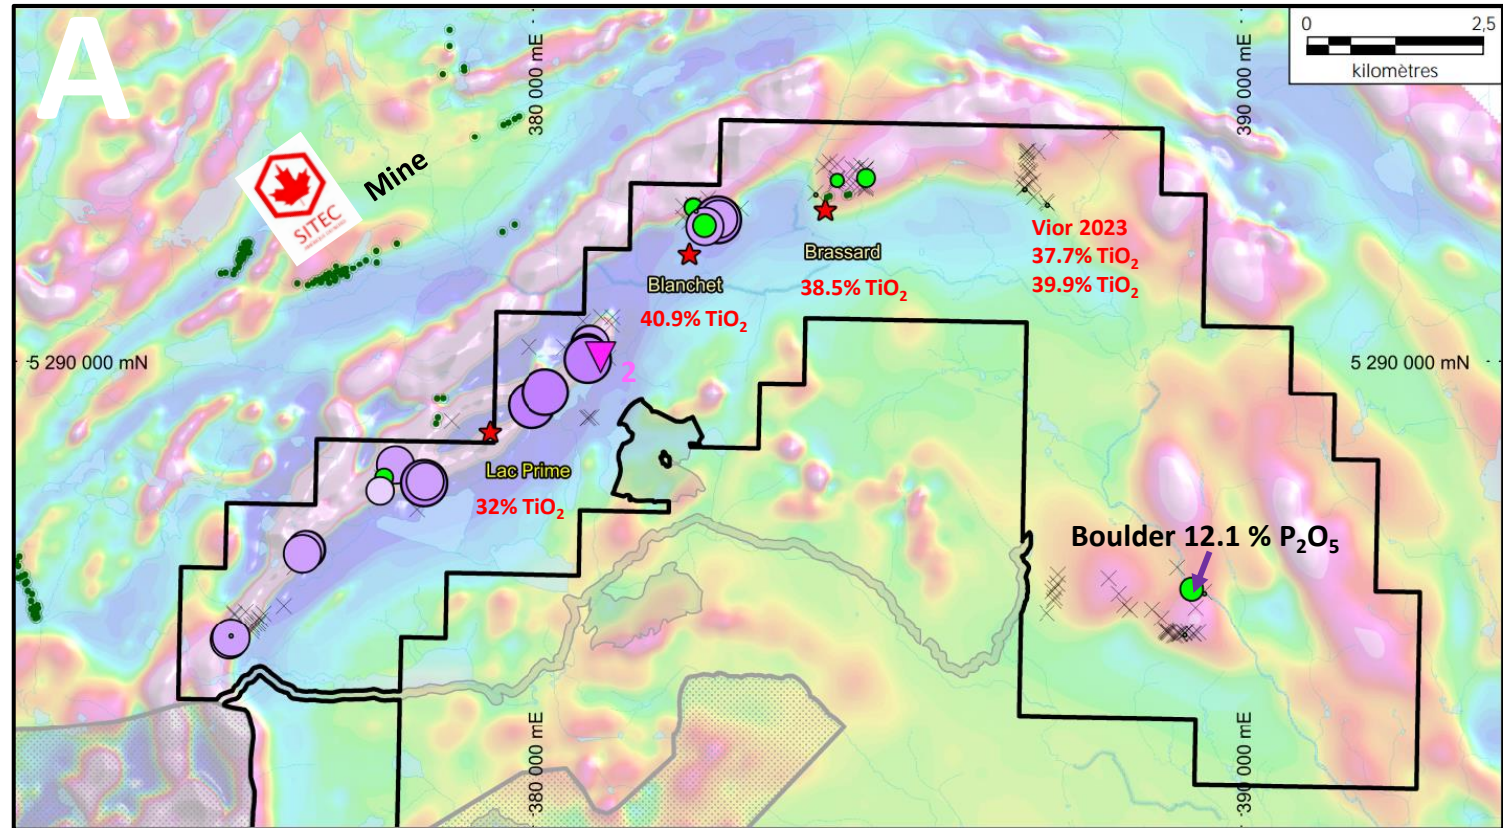 A
0 2,5
kilomètres
380 000 mE
390 000 mE
SITEC
Mine
Vior 2023
37.7% TiO₂
39.9% TiO₂
Brassard
38.5% TiO₂
Blanchet
40.9% TiO₂
5 290 000 mN
5 290 000 mN
2
Lac Prime
32% TiO₂
Boulder 12.1 % P₂O₅
380 000 mE
390 000 mE